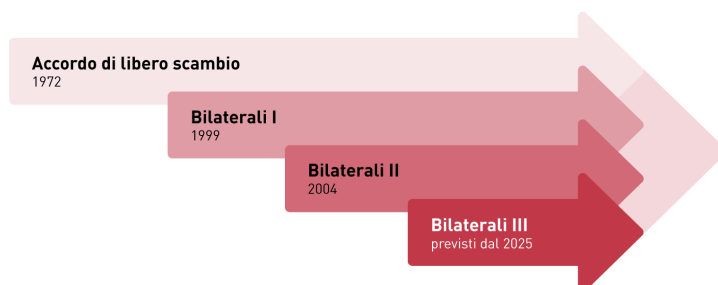 Accordo di libero scambio
1972
Bilaterali I
1999
Bilaterali II
2004
Bilaterali III
previsti dal 2025